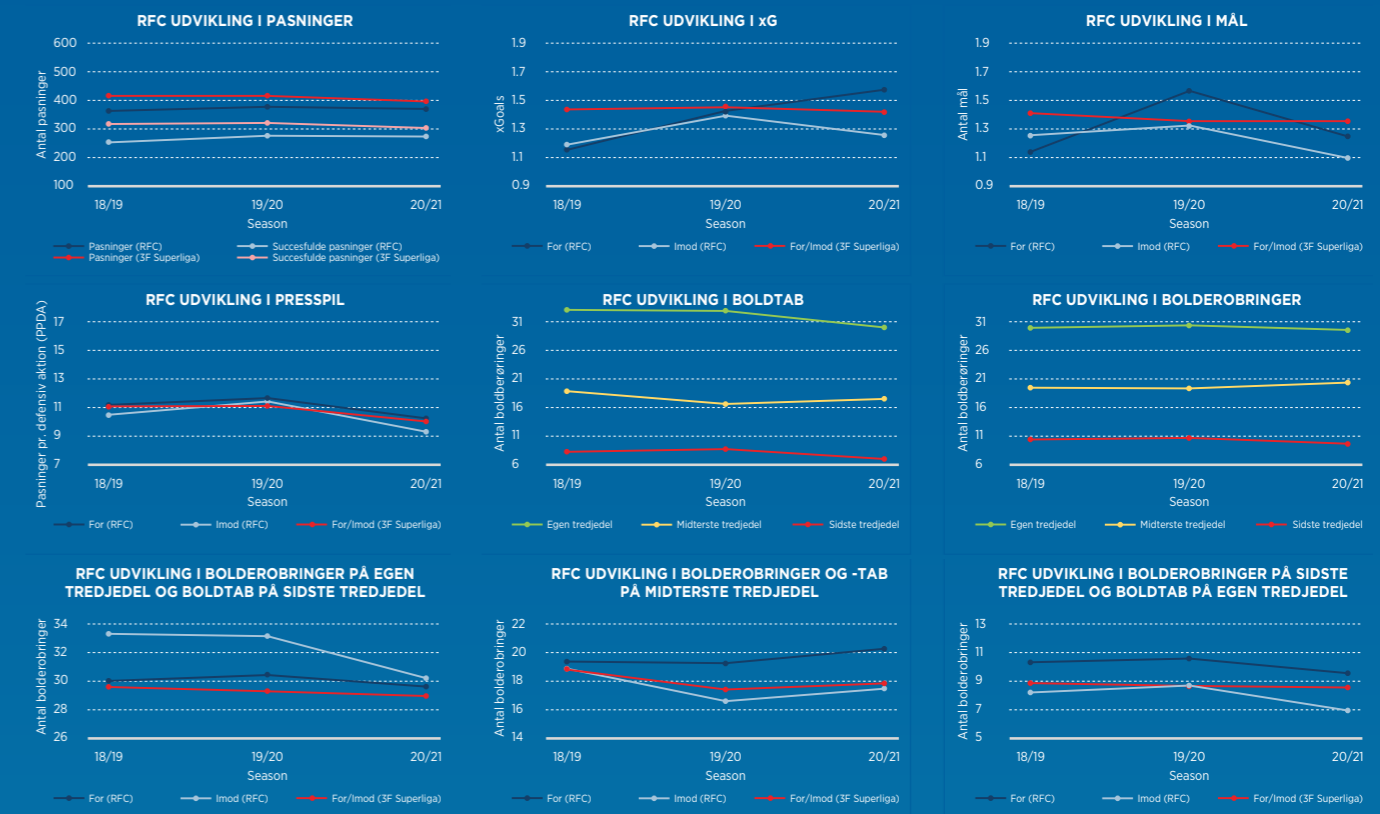 RFC UDVIKLING I PASNINGER
Antal pasninger
600
500
400
300
200
100
18/19 19/20 20/21
Season
Pasninger (RFC) Succesfulde pasninger (RFC)
Pasninger (3F Superliga) Succesfulde pasninger (3F Superliga)
RFC UDVIKLING I xG
xGoals
1.9
1.7
1.5
1.3
1.1
0.9
18/19 19/20 20/21
Season
For (RFC) Imod (RFC) For/Imod (3F Superliga)
RFC UDVIKLING I MÅL
Antal mål
1.9
1.7
1.5
1.3
1.1
0.9
18/19 19/20 20/21
Season
For (RFC) Imod (RFC) For/Imod (3F Superliga)
RFC UDVIKLING I PRESSPIL
Pasninger pr. defensiv aktion (PPDA)
17
15
13
11
9
7
18/19 19/20 20/21
Season
For (RFC) Imod (RFC) For/Imod (3F Superliga)
RFC UDVIKLING I BOLDTAB
Antal boldberøringer
31
26
21
16
11
6
18/19 19/20 20/21
Season
Egen tredjedel Midterste tredjedel Sidste tredjedel
RFC UDVIKLING I BOLDEROBRINGER
Antal boldberøringer
31
26
21
16
11
6
18/19 19/20 20/21
Season
Egen tredjedel Midterste tredjedel Sidste tredjedel
RFC UDVIKLING I BOLDEROBRINGER PÅ EGEN
TREDJEDEL OG BOLDTAB PÅ SIDSTE TREDJEDEL
Antal bolderobringer
34
32
30
28
26
18/19 19/20 20/21
Season
For (RFC) Imod (RFC) For/Imod (3F Superliga)
RFC UDVIKLING I BOLDEROBRINGER OG -TAB
PÅ MIDTERSTE TREDJEDEL
Antal bolderobringer
22
20
18
16
14
18/19 19/20 20/21
Season
For (RFC) Imod (RFC) For/Imod (3F Superliga)
RFC UDVIKLING I BOLDEROBRINGER PÅ SIDSTE
TREDJEDEL OG BOLDTAB PÅ EGEN TREDJEDEL
Antal bolderobringer
13
11
9
7
5
18/19 19/20 20/21
Season
For (RFC) Imod (RFC) For/Imod (3F Superliga)